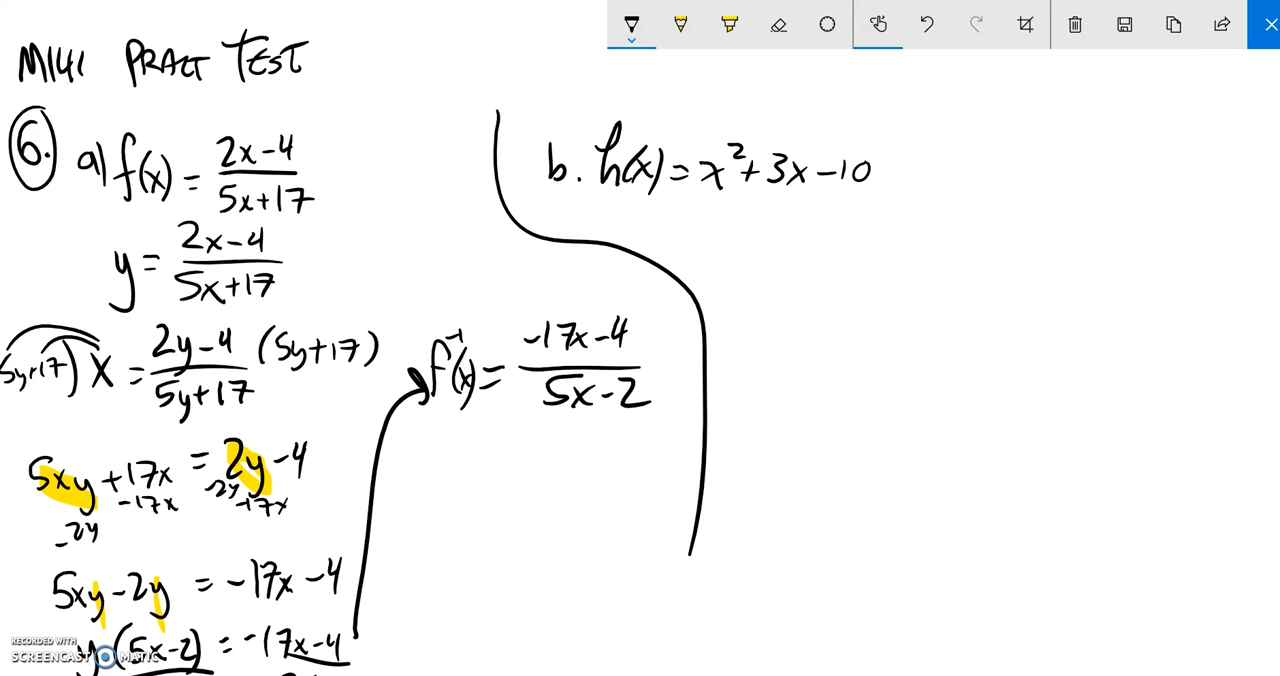 M141 PRACT TEST
6. a) f(x) = (2x-4)/(5x+17)
y = (2x-4)/(5x+17)
5y+17) x = (2y-4)/(5y+17) (5y+17)
5xy + 17x = 2y - 4
-17x -2y -17x
-2y
5xy - 2y = -17x - 4
y(5x-2) = -17x-4
f⁻¹(x) = (-17x-4)/(5x-2)
b. h(x) = x² + 3x - 10
RECORDED WITH
SCREENCAST MATIC